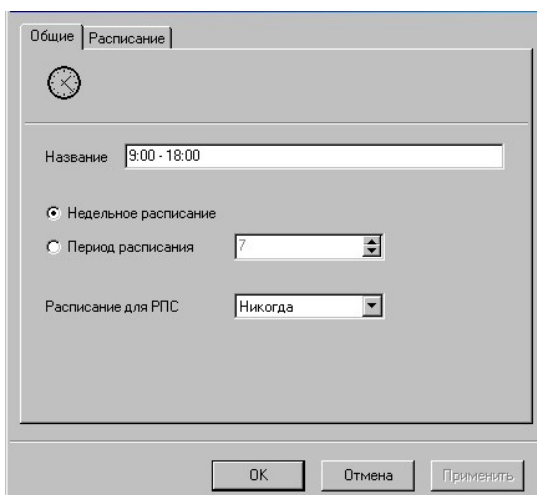 Общие Расписание
Название 9:00 - 18:00
Недельное расписание
Период расписания 7
Расписание для РПС Никогда
OK Отмена Применить